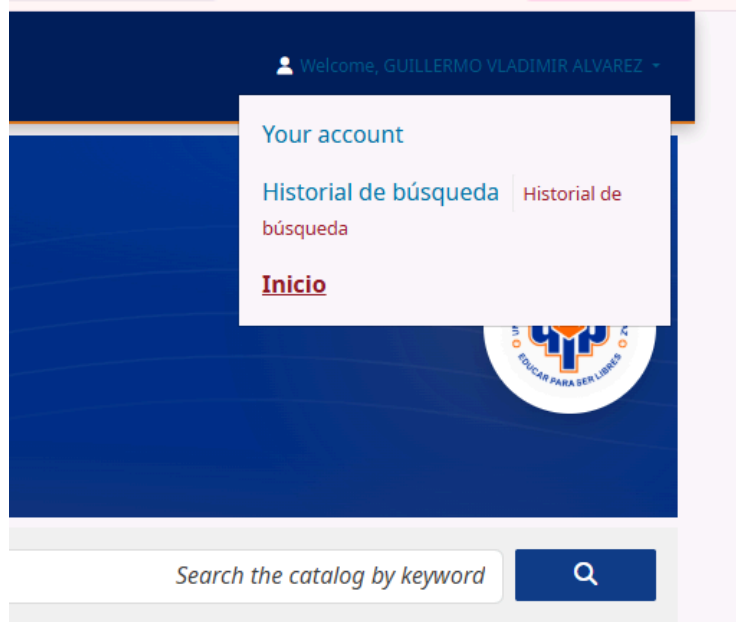 Welcome, GUILLERMO VLADIMIR ALVAREZ
Your account
Historial de búsqueda Historial de
búsqueda
Inicio
EDUCAR PARA SER LIBRES
Search the catalog by keyword